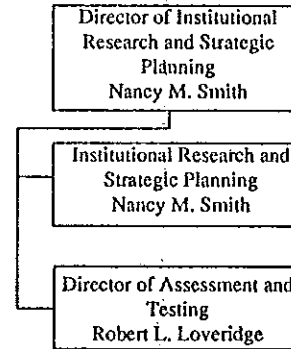 Director of Institutional
Research and Strategic
Planning
Nancy M. Smith
Institutional Research and
Strategic Planning
Nancy M. Smith
Director of Assessment and
Testing
Robert L. Loveridge